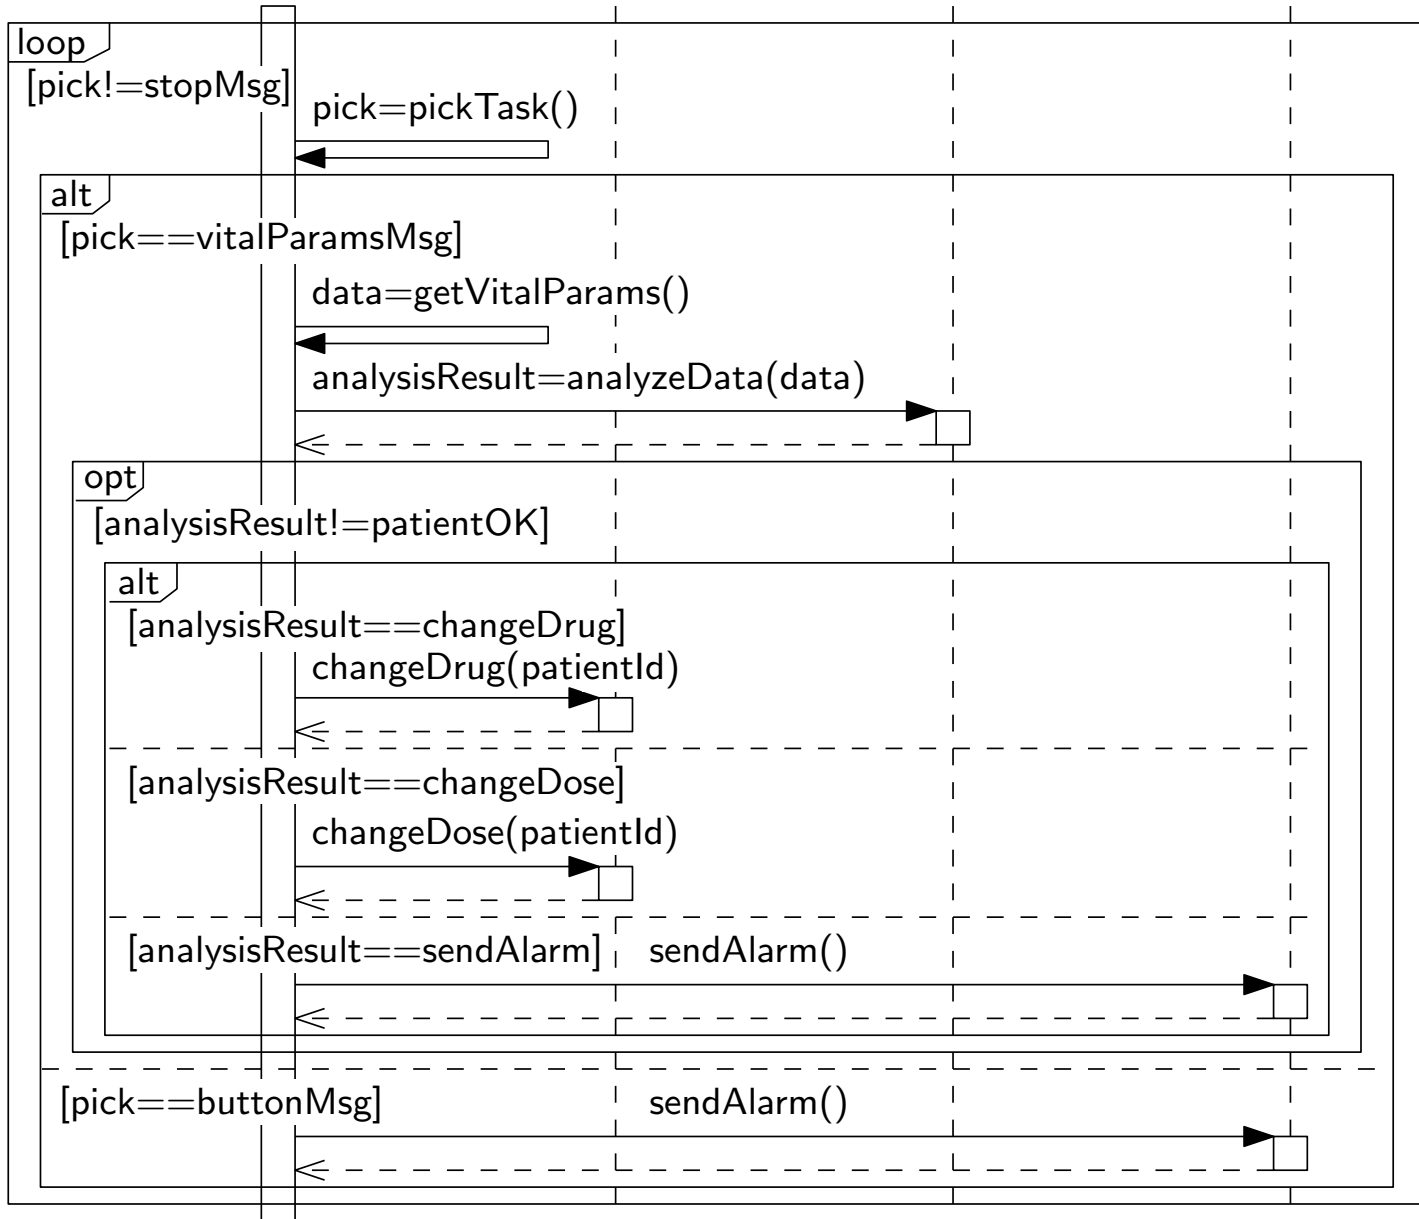 loop
[pick!=stopMsg]
pick=pickTask()
alt
[pick==vitalParamsMsg]
data=getVitalParams()
analysisResult=analyzeData(data)
opt
[analysisResult!=patientOK]
alt
[analysisResult==changeDrug]
changeDrug(patientId)
[analysisResult==changeDose]
changeDose(patientId)
[analysisResult==sendAlarm] sendAlarm()
[pick==buttonMsg] sendAlarm()